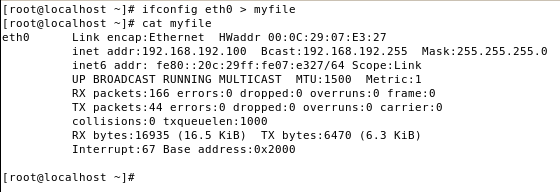 [root@localhost ~]# ifconfig eth0 > myfile
[root@localhost ~]# cat myfile
eth0      Link encap:Ethernet  HWaddr 00:0C:29:07:E3:27
          inet addr:192.168.192.100  Bcast:192.168.192.255  Mask:255.255.255.0
          inet6 addr: fe80::20c:29ff:fe07:e327/64 Scope:Link
          UP BROADCAST RUNNING MULTICAST  MTU:1500  Metric:1
          RX packets:166 errors:0 dropped:0 overruns:0 frame:0
          TX packets:44 errors:0 dropped:0 overruns:0 carrier:0
          collisions:0 txqueuelen:1000
          RX bytes:16935 (16.5 KiB)  TX bytes:6470 (6.3 KiB)
          Interrupt:67 Base address:0x2000

[root@localhost ~]#